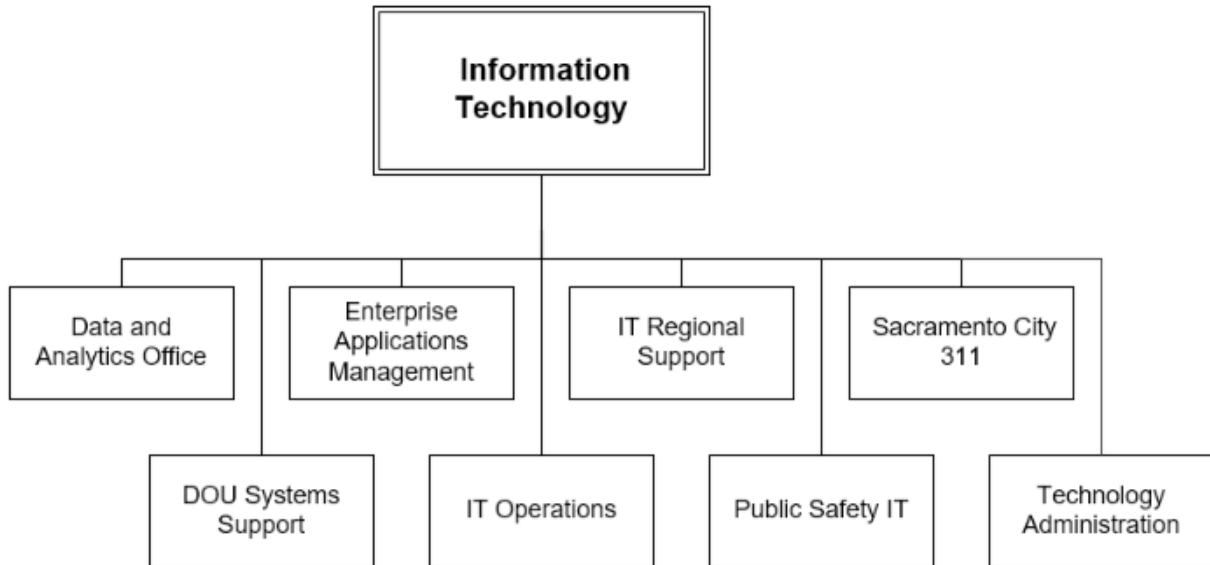 Information
Technology
Data and
Analytics Office
Enterprise
Applications
Management
IT Regional
Support
Sacramento City
311
DOU Systems
Support
IT Operations
Public Safety IT
Technology
Administration